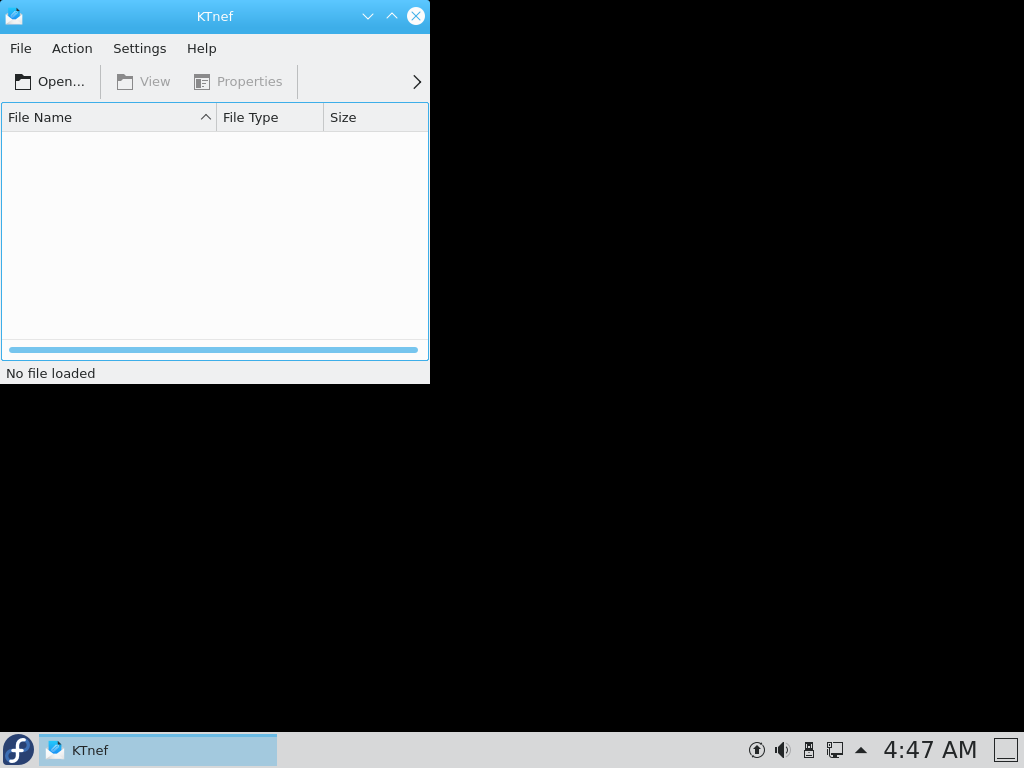 KTnef
File Action Settings Help
Open... View Properties
File Name File Type Size
No file loaded
KTnef 4:47 AM